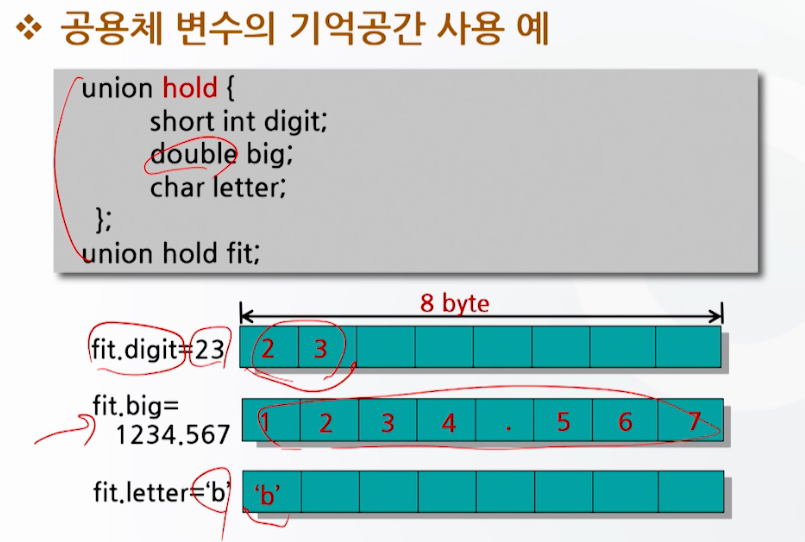 ❖ 공용체 변수의 기억공간 사용 예
union hold {
short int digit;
double big;
char letter;
};
union hold fit;
8 byte
fit.digit=23 2 3
fit.big=
1234.567 1 2 3 4 . 5 6 7
fit.letter=‘b’ ‘b’